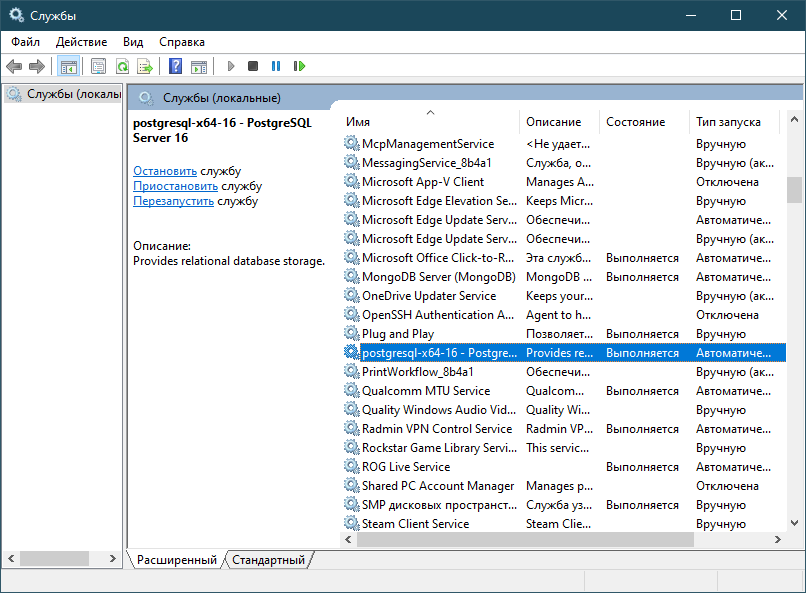 Службы
Файл Действие Вид Справка
Службы (локалы
Службы (локальные)
postgresql-x64-16 - PostgreSQL
Server 16
Остановить службу
Приостановить службу
Перезапустить службу
Описание:
Provides relational database storage.
Имя Описание Состояние Тип запуска
McpManagementService <Не удает... Вручную
MessagingService_8b4a1 Служба, о... Вручную (ак...
Microsoft App-V Client Manages A... Отключена
Microsoft Edge Elevation Se... Keeps Micr... Вручную
Microsoft Edge Update Serv... Обеспечи... Автоматиче...
Microsoft Edge Update Serv... Обеспечи... Вручную (ак...
Microsoft Office Click-to-R... Эта служб... Выполняется Автоматиче...
MongoDB Server (MongoDB) MongoDB ... Выполняется Автоматиче...
OneDrive Updater Service Keeps your... Вручную (ак...
OpenSSH Authentication A... Agent to h... Отключена
Plug and Play Позволяет... Выполняется Вручную
postgresql-x64-16 - Postgre... Provides re... Выполняется Автоматиче...
PrintWorkflow_8b4a1 Обеспечи... Вручную (ак...
Qualcomm MTU Service Qualcom... Выполняется Автоматиче...
Quality Windows Audio Vid... Quality Wi... Вручную
Radmin VPN Control Service Radmin VP... Выполняется Автоматиче...
Rockstar Game Library Servi... This servic... Вручную
ROG Live Service Выполняется Автоматиче...
Shared PC Account Manager Manages p... Отключена
SMP дисковых пространст... Служба уз... Выполняется Вручную
Steam Client Service Steam Clie... Вручную
Расширенный Стандартный